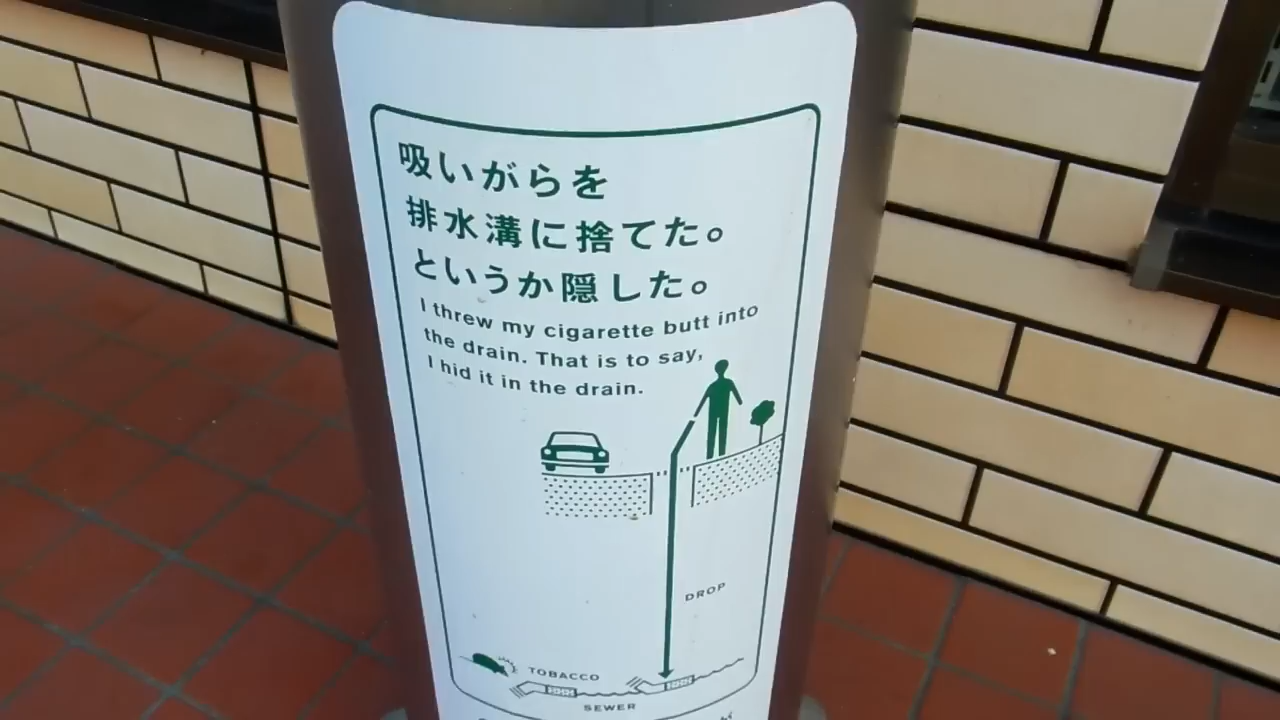 吸いがらを
排水溝に捨てた。
というか隠した。
I threw my cigarette butt into
the drain. That is to say,
I hid it in the drain.
DROP
TOBACCO
SEWER